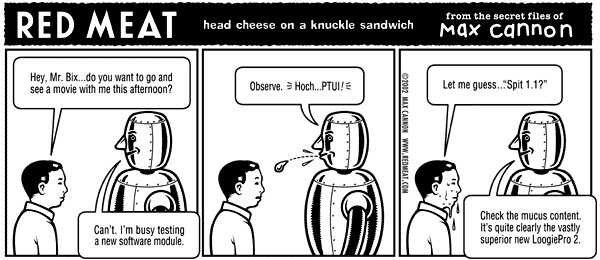 RED MEAT
head cheese on a knuckle sandwich
from the secret files of
Max cannon
Hey, Mr. Bix...do you want to go and
see a movie with me this afternoon?
Can't. I'm busy testing
a new software module.
Observe. Hoch...PTUI!
©2002 MAX CANNON WWW.REDMEAT.COM
Let me guess..."Spit 1.1?"
Check the mucus content.
It's quite clearly the vastly
superior new LoogiePro 2.